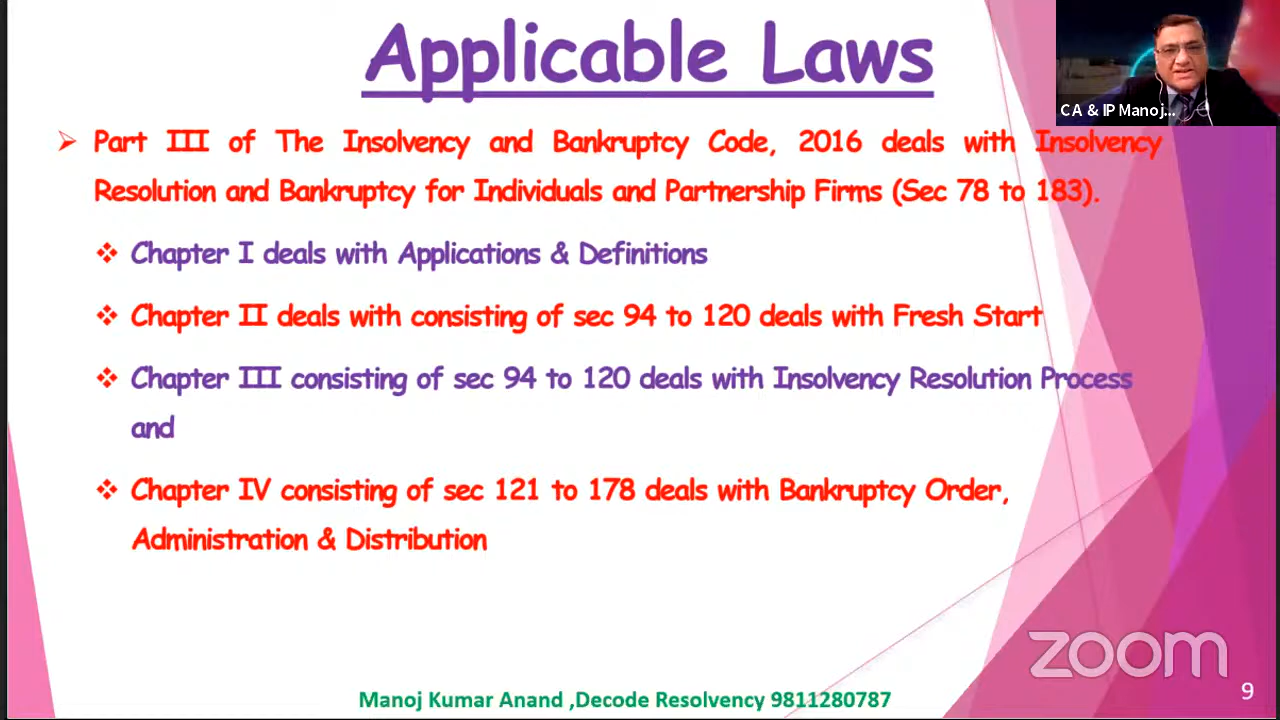 Applicable Laws
CA & IP Manoj...
➢ Part III of The Insolvency and Bankruptcy Code, 2016 deals with Insolvency
Resolution and Bankruptcy for Individuals and Partnership Firms (Sec 78 to 183).
❖ Chapter I deals with Applications & Definitions
❖ Chapter II deals with consisting of sec 94 to 120 deals with Fresh Start
❖ Chapter III consisting of sec 94 to 120 deals with Insolvency Resolution Process
and
❖ Chapter IV consisting of sec 121 to 178 deals with Bankruptcy Order,
Administration & Distribution
zoom
Manoj Kumar Anand ,Decode Resolvency 9811280787
9